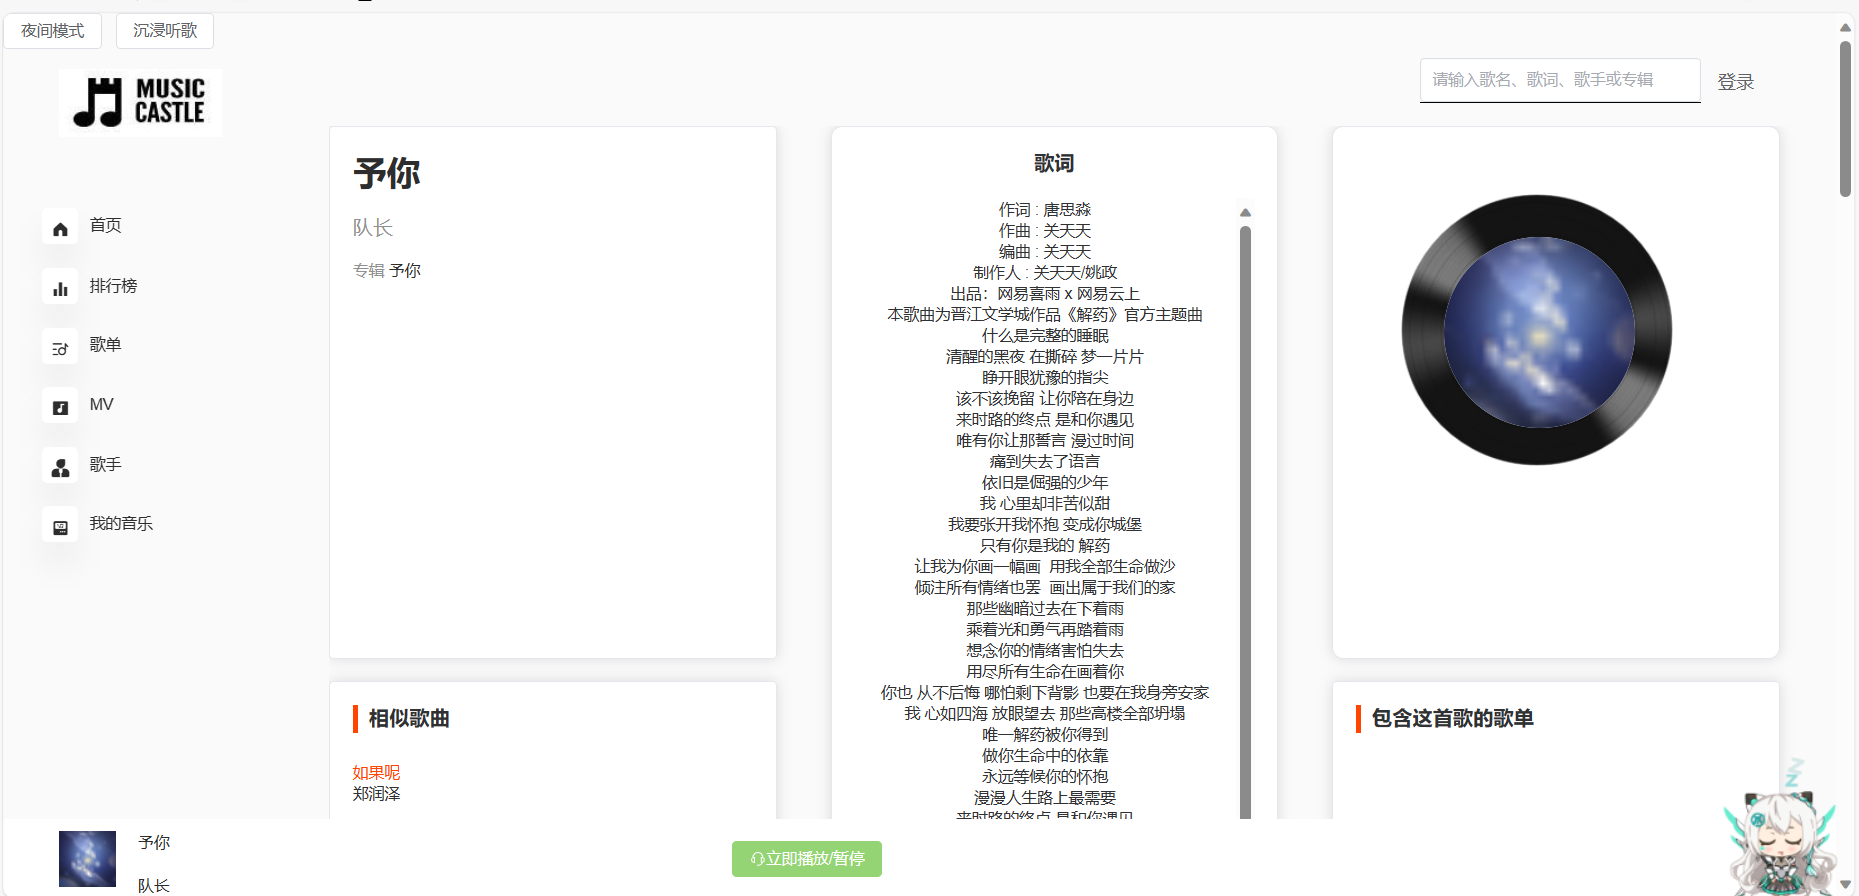 夜间模式
沉浸听歌
MUSIC
CASTLE
请输入歌名、歌词、歌手或专辑
登录
首页
排行榜
歌单
MV
歌手
我的音乐
予你
队长
专辑 予你
歌词
作词 : 唐思淼
作曲 : 关天天
编曲 : 关天天
制作人 : 关天天/姚政
出品：网易喜雨 x 网易云上
本歌曲为晋江文学城作品《解药》官方主题曲
什么是完整的睡眠
清醒的黑夜 在撕碎 梦一片片
睁开眼犹豫的指尖
该不该挽留 让你陪在身边
来时路的终点 是和你遇见
唯有你让那誓言 漫过时间
痛到失去了语言
依旧是倔强的少年
我 心里却非苦似甜
我要张开我怀抱 变成你城堡
只有你是我的 解药
让我为你画一幅画  用我全部生命做沙
倾注所有情绪也罢  画出属于我们的家
那些幽暗过去在下着雨
乘着光和勇气再踏着雨
想念你的情绪害怕失去
用尽所有生命在画着你
你也 从不后悔 哪怕剩下背影 也要在我身旁安家
我 心如四海 放眼望去 那些高楼全部坍塌
唯一解药被你得到
做你生命中的依靠
永远等候你的怀抱
漫漫人生路上最需要
来时路的终点 是和你遇见
相似歌曲
如果呢
郑润泽
包含这首歌的歌单
Z
Z
予你
队长
立即播放/暂停